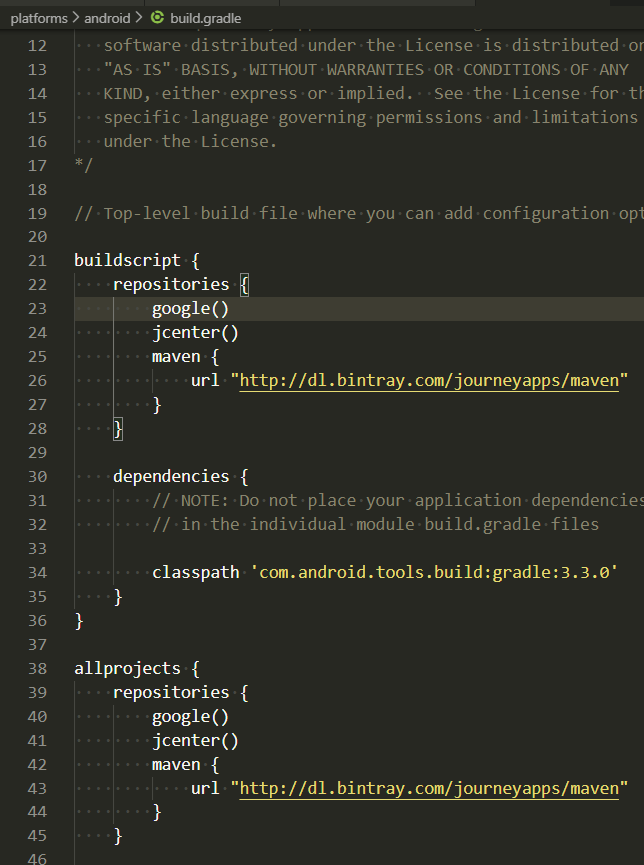 platforms > android > build.gradle
12 software distributed under the License is distributed on
13 "AS IS" BASIS, WITHOUT WARRANTIES OR CONDITIONS OF ANY
14 KIND, either express or implied.  See the License for
15 specific language governing permissions and limitations
16 under the License.
17 */
18
19 // Top-level build file where you can add configuration
20
21 buildscript {
22     repositories {
23         google()
24         jcenter()
25         maven {
26             url "http://dl.bintray.com/journeyapps/maven"
27         }
28     }
29
30     dependencies {
31         // NOTE: Do not place your application dependencies
32         // in the individual module build.gradle files
33
34         classpath 'com.android.tools.build:gradle:3.3.0'
35     }
36 }
37
38 allprojects {
39     repositories {
40         google()
41         jcenter()
42         maven {
43             url "http://dl.bintray.com/journeyapps/maven"
44         }
45     }
46